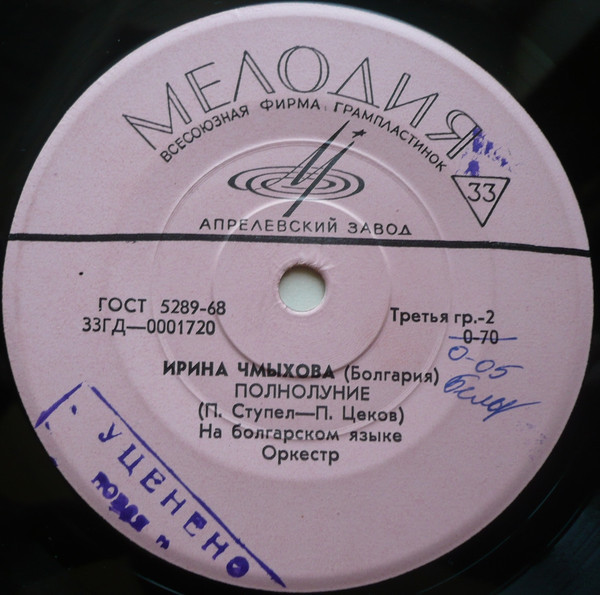 МЕЛОДИЯ
ВСЕСОЮЗНАЯ ФИРМА ГРАМПЛАСТИНОК
33
АПРЕЛЕВСКИЙ ЗАВОД
ГОСТ 5289-68
33ГД—0001720
Третья гр.-2
0-70
0-05
ИРИНА ЧМЫХОВА (Болгария)
ПОЛНОЛУНИЕ
(П. Ступел—П. Цеков)
На болгарском языке
Оркестр
УЦЕНЕНО